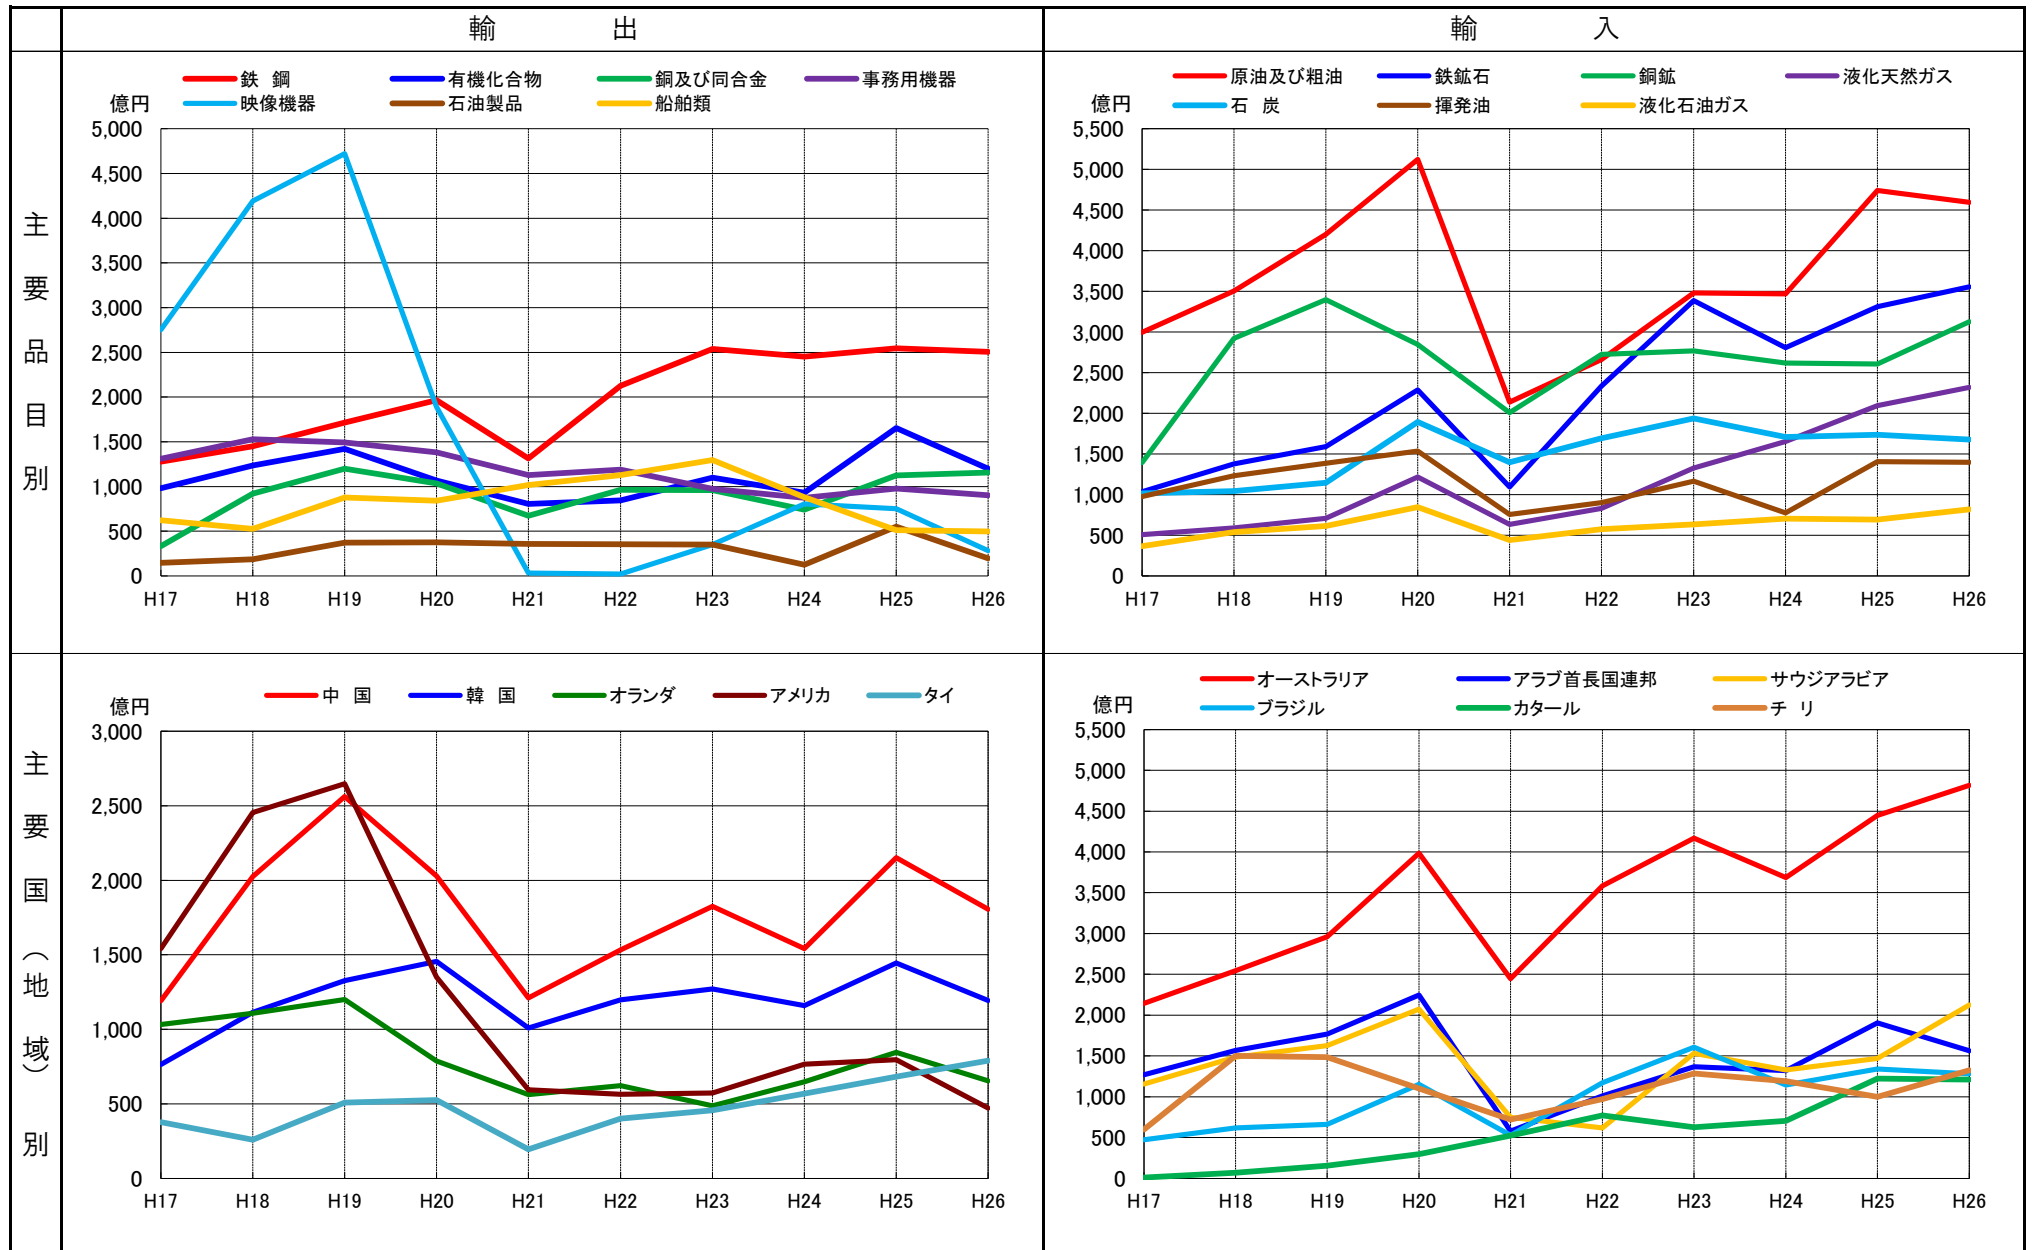 輸 出
輸 入
主要品目別
鉄 鋼 有機化合物 銅及び同合金 事務用機器
映像機器 石油製品 船舶類
億円
5,000
4,500
4,000
3,500
3,000
2,500
2,000
1,500
1,000
500
0
H17 H18 H19 H20 H21 H22 H23 H24 H25 H26
原油及び粗油 鉄鉱石 銅鉱 液化天然ガス
石 炭 揮発油 液化石油ガス
億円
5,500
5,000
4,500
4,000
3,500
3,000
2,500
2,000
1,500
1,000
500
0
H17 H18 H19 H20 H21 H22 H23 H24 H25 H26
主要国（地域）別
中 国 韓 国 オランダ アメリカ タイ
億円
3,000
2,500
2,000
1,500
1,000
500
0
H17 H18 H19 H20 H21 H22 H23 H24 H25 H26
オーストラリア アラブ首長国連邦 サウジアラビア
ブラジル カタール チ リ
億円
5,500
5,000
4,500
4,000
3,500
3,000
2,500
2,000
1,500
1,000
500
0
H17 H18 H19 H20 H21 H22 H23 H24 H25 H26